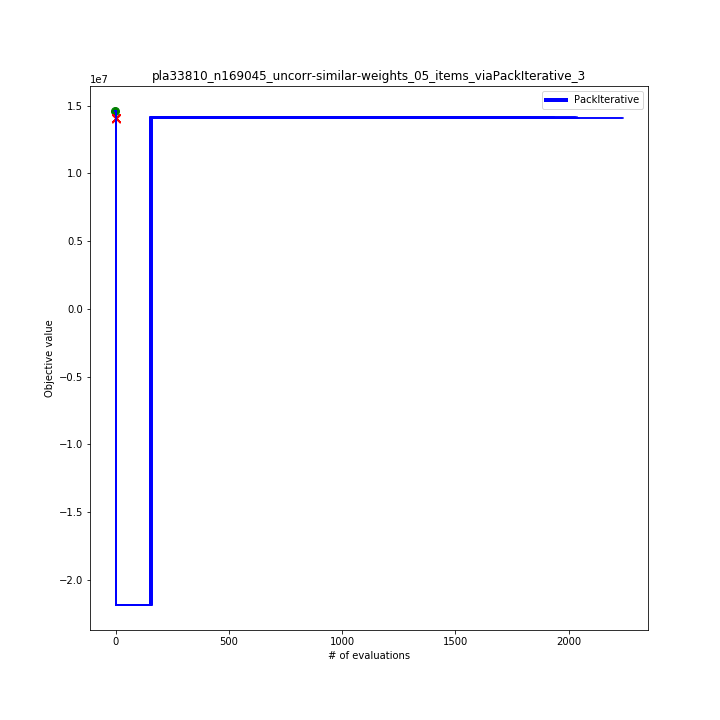 pla33810_n169045_uncorr-similar-weights_05_items_viaPackIterative_3
1e7
PackIterative
1.5
1.0
0.5
0.0
−0.5
−1.0
−1.5
−2.0
Objective value
0 500 1000 1500 2000
# of evaluations